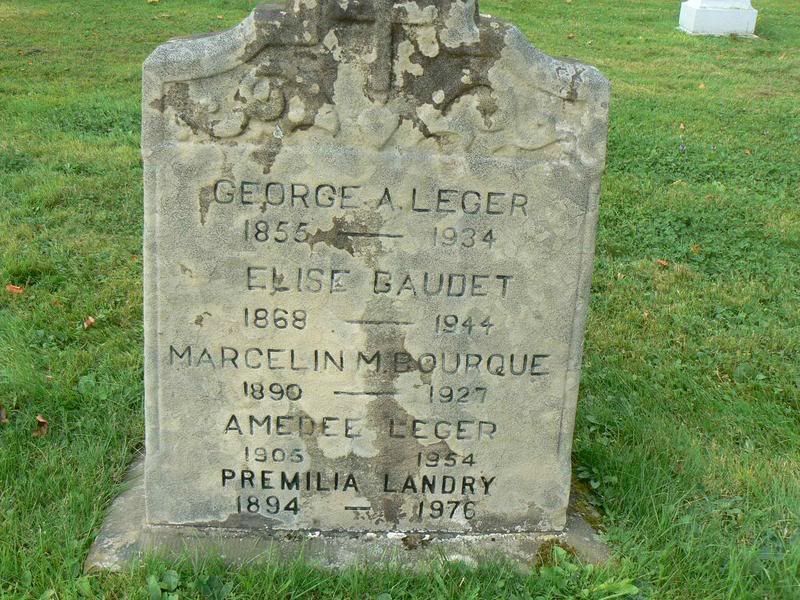 GEORGE A. LEGER
1855 — 1934
ELISE GAUDET
1868 — 1944
MARCELIN M. BOURQUE
1890 — 1927
AMEDEE LEGER
1905 1954
PREMILIA LANDRY
1894 — 1976